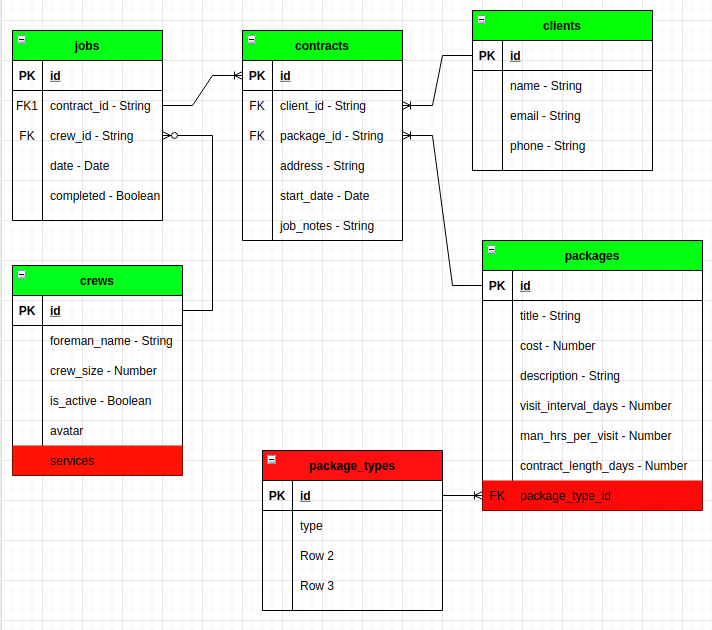 jobs
PK id
FK1 contract_id - String
FK crew_id - String
date - Date
completed - Boolean
contracts
PK id
FK client_id - String
FK package_id - String
address - String
start_date - Date
job_notes - String
clients
PK id
name - String
email - String
phone - String
crews
PK id
foreman_name - String
crew_size - Number
is_active - Boolean
avatar
services
packages
PK id
title - String
cost - Number
description - String
visit_interval_days - Number
man_hrs_per_visit - Number
contract_length_days - Number
FK package_type_id
package_types
PK id
type
Row 2
Row 3